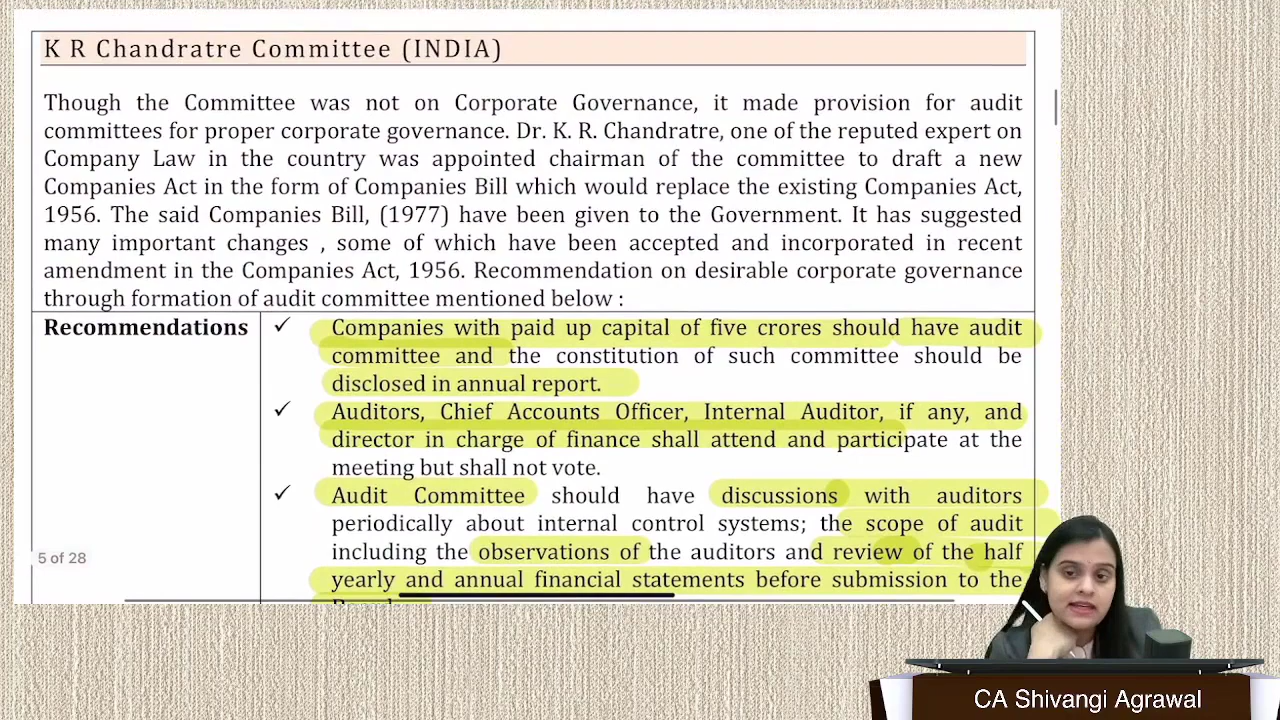 K R Chandratre Committee (INDIA)
Though the Committee was not on Corporate Governance, it made provision for audit
committees for proper corporate governance. Dr. K. R. Chandratre, one of the reputed expert on
Company Law in the country was appointed chairman of the committee to draft a new
Companies Act in the form of Companies Bill which would replace the existing Companies Act,
1956. The said Companies Bill, (1977) have been given to the Government. It has suggested
many important changes , some of which have been accepted and incorporated in recent
amendment in the Companies Act, 1956. Recommendation on desirable corporate governance
through formation of audit committee mentioned below :
Recommendations
✓ Companies with paid up capital of five crores should have audit
committee and the constitution of such committee should be
disclosed in annual report.
✓ Auditors, Chief Accounts Officer, Internal Auditor, if any, and
director in charge of finance shall attend and participate at the
meeting but shall not vote.
✓ Audit Committee should have discussions with auditors
periodically about internal control systems; the scope of audit
including the observations of the auditors and review of the half
yearly and annual financial statements before submission to the
5 of 28
CA Shivangi Agrawal